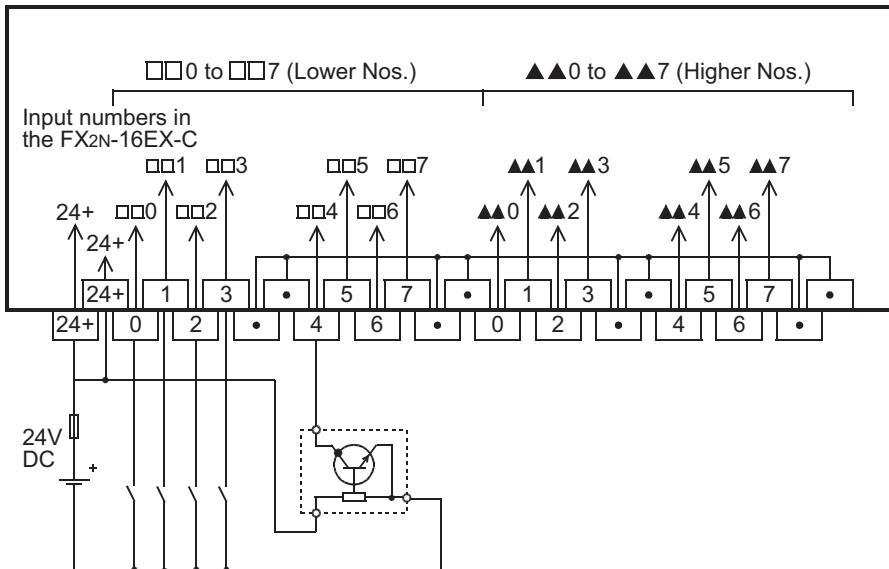 □□0 to □□7 (Lower Nos.) ▲▲0 to ▲▲7 (Higher Nos.)
Input numbers in
the FX2N-16EX-C
□□1 □□3 □□5 □□7 ▲▲1 ▲▲3 ▲▲5 ▲▲7
24+ □□0 □□2 □□4 □□6 ▲▲0 ▲▲2 ▲▲4 ▲▲6
24+
24+ 1 3 • 5 7 • 1 3 • 5 7 •
24+ 0 2 • 4 6 • 0 2 • 4 6 •
24V
DC
+